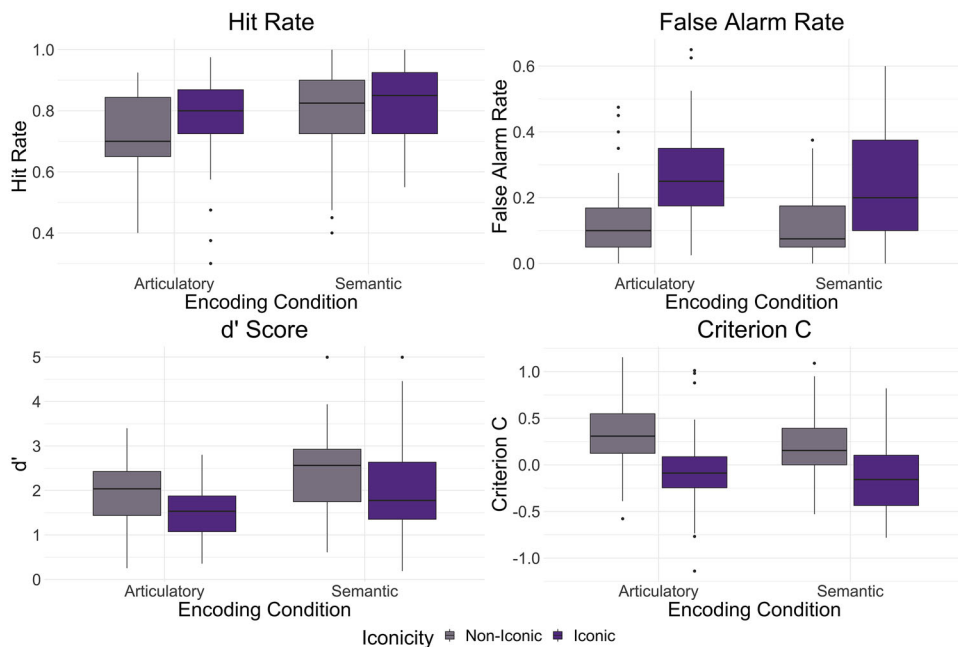 Hit Rate
1.0
0.8
0.6
0.4
Hit Rate
Articulatory Semantic
Encoding Condition
False Alarm Rate
0.6
0.4
0.2
0.0
False Alarm Rate
Articulatory Semantic
Encoding Condition
d' Score
5
4
3
2
1
0
d'
Articulatory Semantic
Encoding Condition
Criterion C
1.0
0.5
0.0
-0.5
-1.0
Criterion C
Articulatory Semantic
Encoding Condition
Iconicity Non-Iconic Iconic